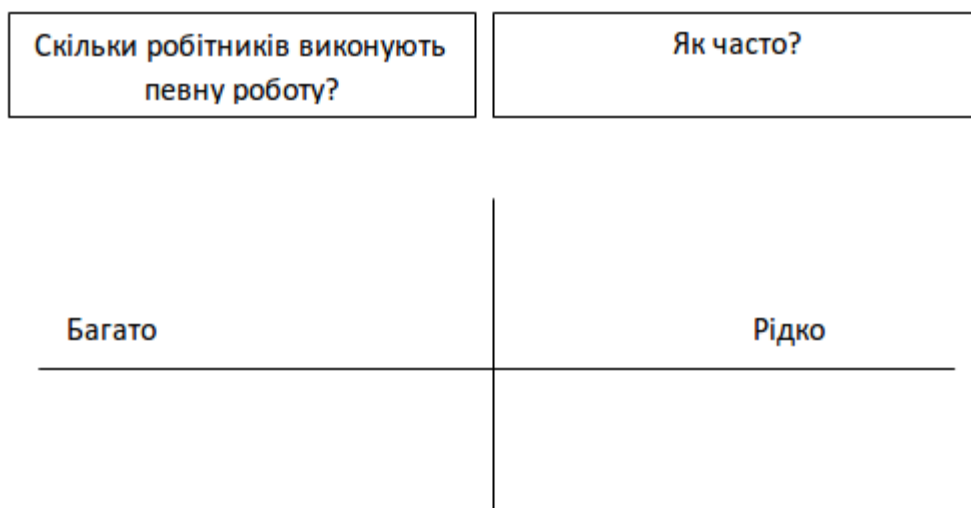 Скільки робітників виконують
певну роботу?
Як часто?
Багато
Рідко